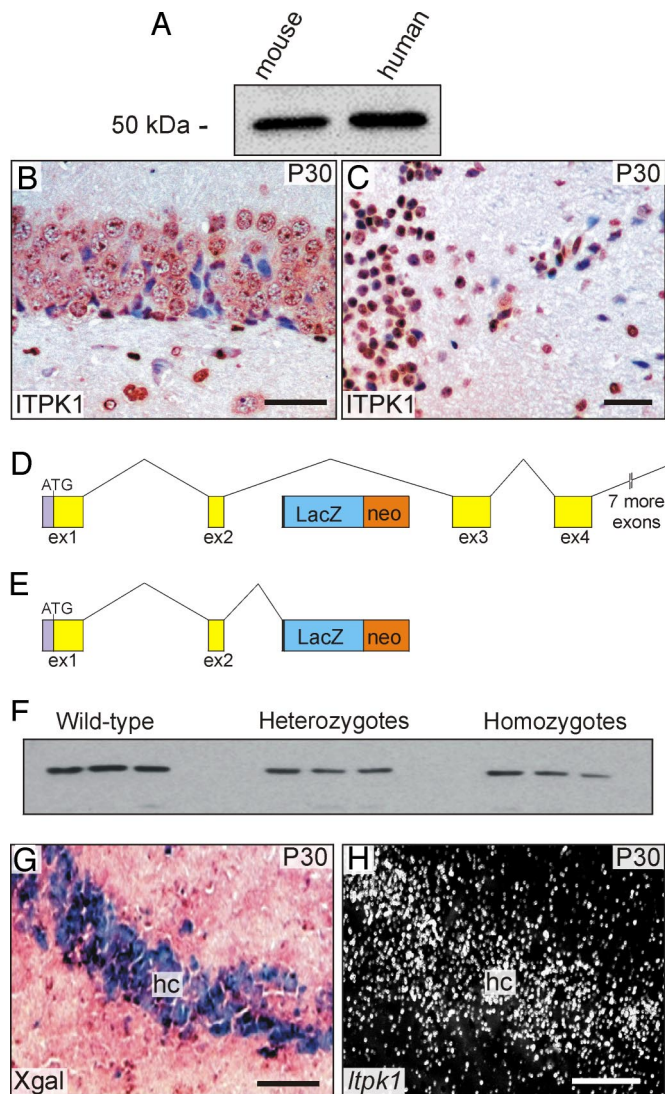 A
mouse
human
50 kDa -
B
P30
ITPK1
C
P30
ITPK1
D
ATG
LacZ
neo
7 more
exons
ex1
ex2
ex3
ex4
E
ATG
LacZ
neo
ex1
ex2
F
Wild-type
Heterozygotes
Homozygotes
G
P30
hc
Xgal
H
P30
hc
Itpk1